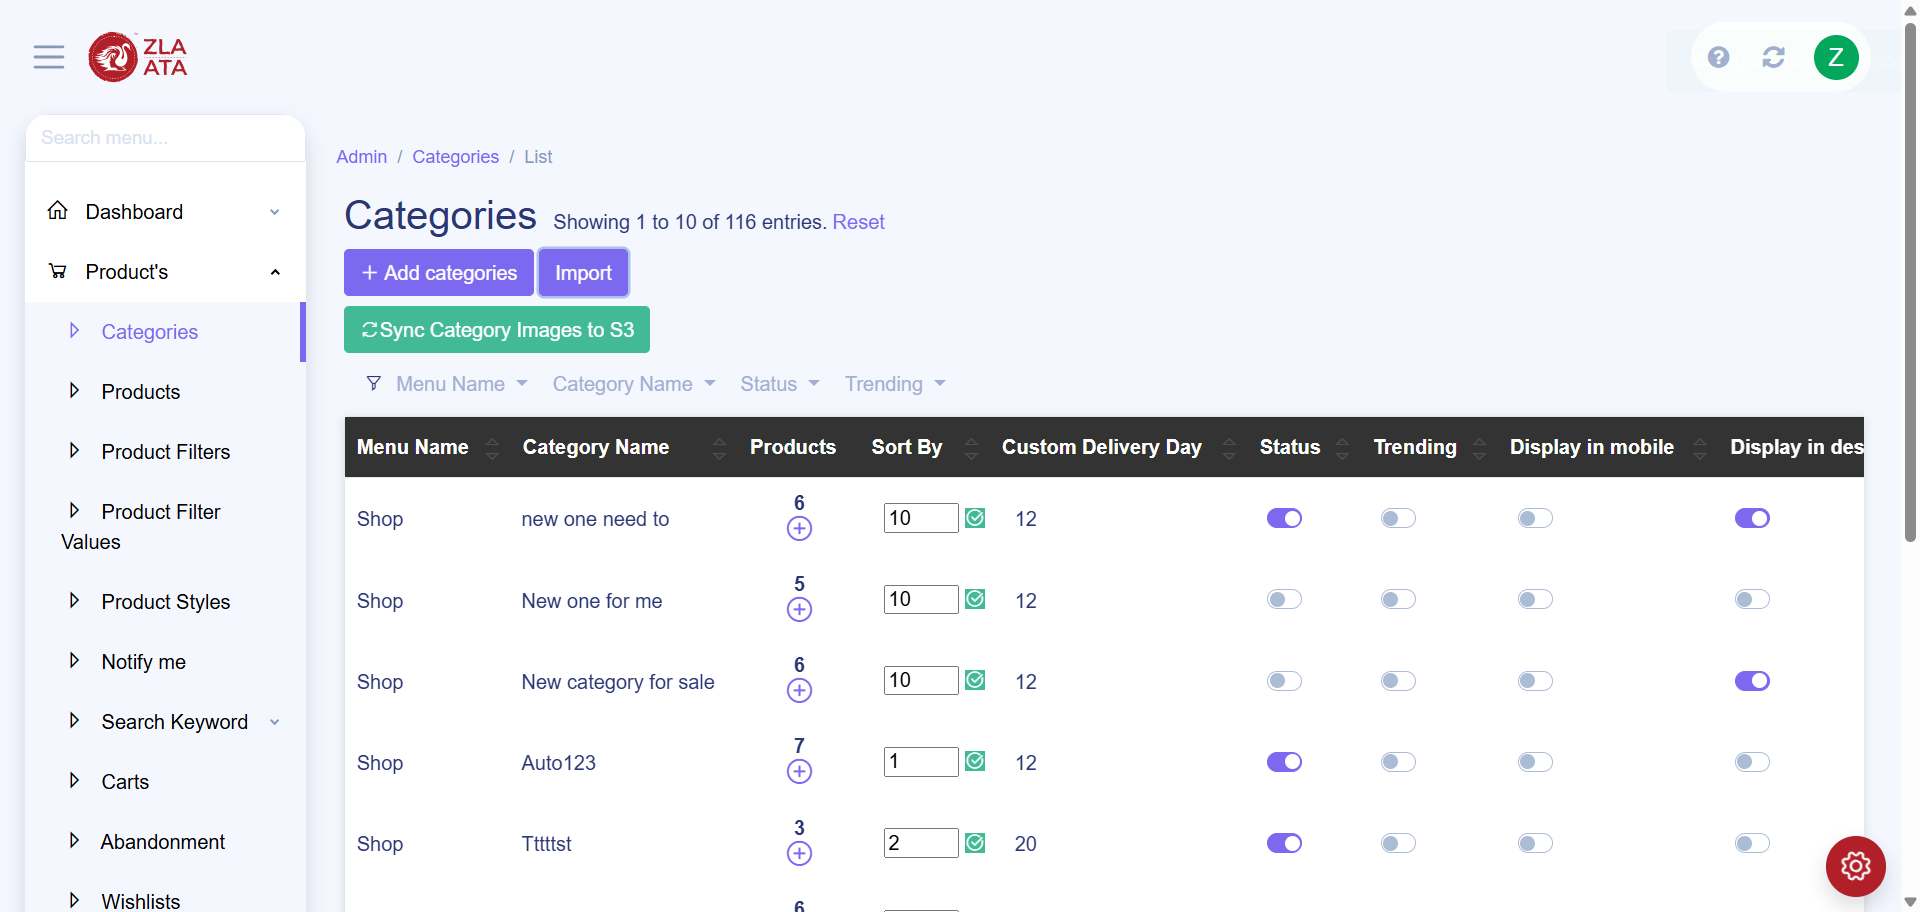 ZLA
ATA
Z
Search menu...
Dashboard
Product's
Categories
Products
Product Filters
Product Filter
Values
Product Styles
Notify me
Search Keyword
Carts
Abandonment
Wishlists
Admin / Categories / List
Categories Showing 1 to 10 of 116 entries. Reset
+ Add categories Import
Sync Category Images to S3
Menu Name Category Name Status Trending
Menu Name Category Name Products Sort By Custom Delivery Day Status Trending Display in mobile Display in des
Shop new one need to 6 10 12
Shop New one for me 5 10 12
Shop New category for sale 6 10 12
Shop Auto123 7 1 12
Shop Tttttst 3 2 20
6